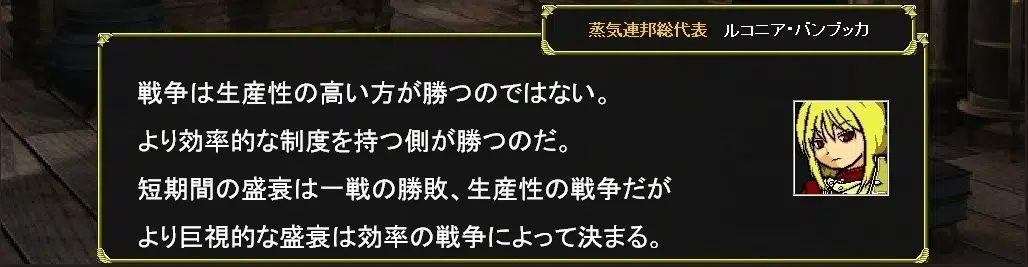 蒸気連邦総代表 ルコニア・バンブッカ
戦争は生産性の高い方が勝つのではない。
より効率的な制度を持つ側が勝つのだ。
短期間の盛衰は一戦の勝敗、生産性の戦争だが
より巨視的な盛衰は効率の戦争によって決まる。